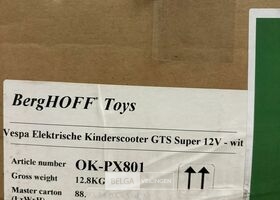 BergHOFF® Toys
Vespa Elektrische Kinderscooter GTS Super 12V - wit
Article number OK-PX801
Gross weight 12.8KG
Master carton 88.